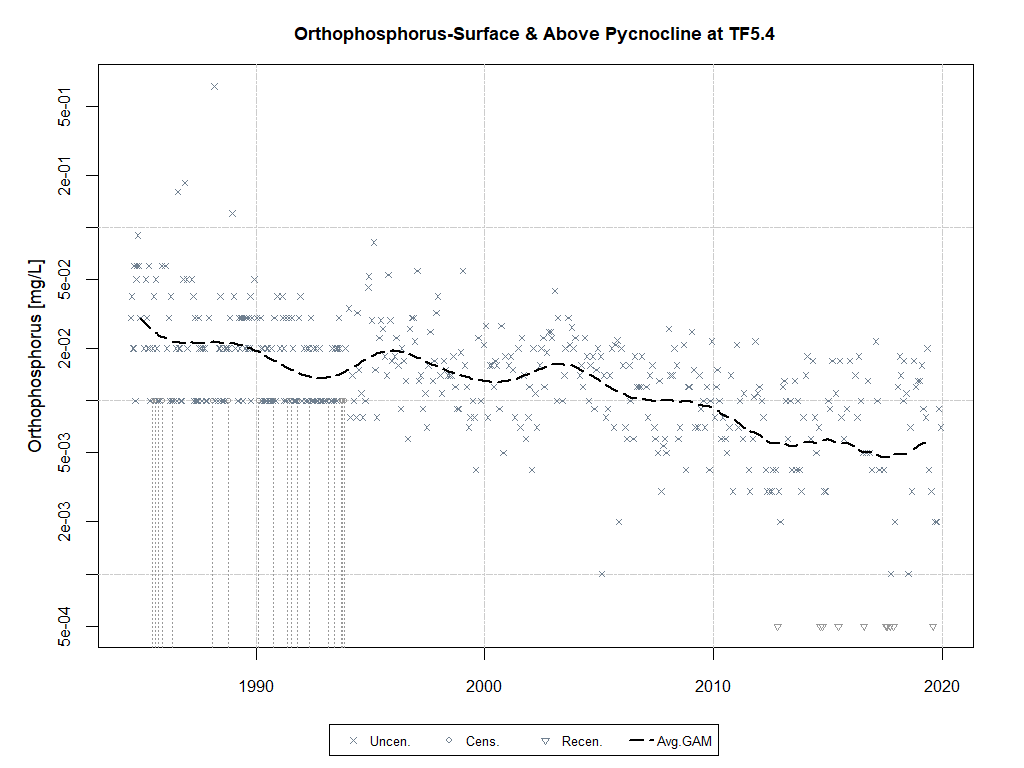 Orthophosphorus-Surface & Above Pycnocline at TF5.4
Orthophosphorus [mg/L]
5e-01
2e-01
5e-02
2e-02
5e-03
2e-03
5e-04
1990
2000
2010
2020
Uncen.
Cens.
Recen.
Avg.GAM